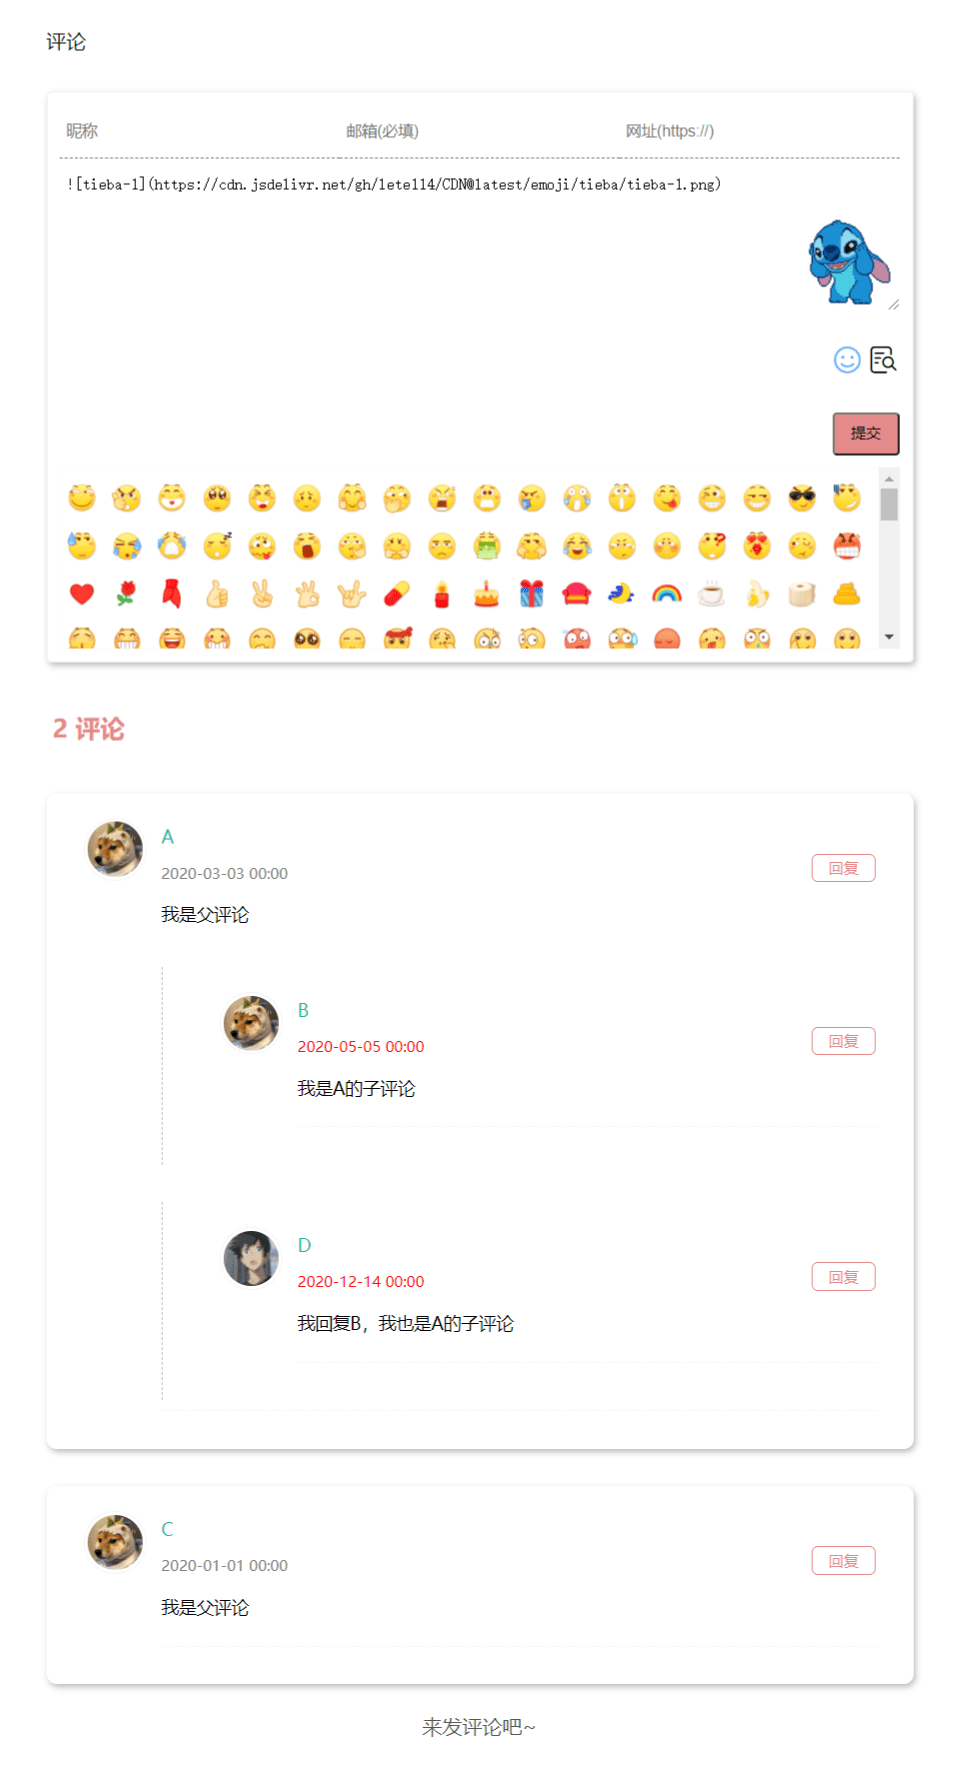 评论
昵称 邮箱(必填) 网址(https://)
![tieba-1](https://cdn.jsdelivr.net/gh/letel14/CDN@latest/emoji/tieba/tieba-1.png)
提交
2 评论
A
2020-03-03 00:00
回复
我是父评论
B
2020-05-05 00:00
回复
我是A的子评论
D
2020-12-14 00:00
回复
我回复B，我也是A的子评论
C
2020-01-01 00:00
回复
我是父评论
来发评论吧~